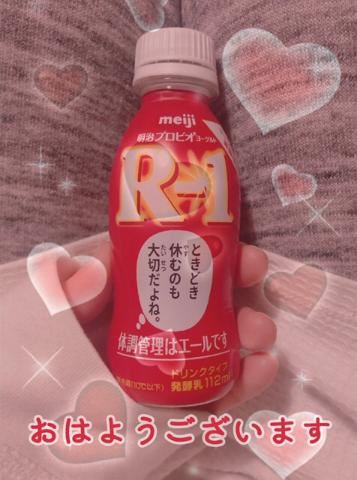 meiji
明治プロビオヨーグルト
R-1
ときどき
休むのも
大切だよね。
体調管理はエールです
ドリンクタイプ
発酵乳 112ml
おはようございます